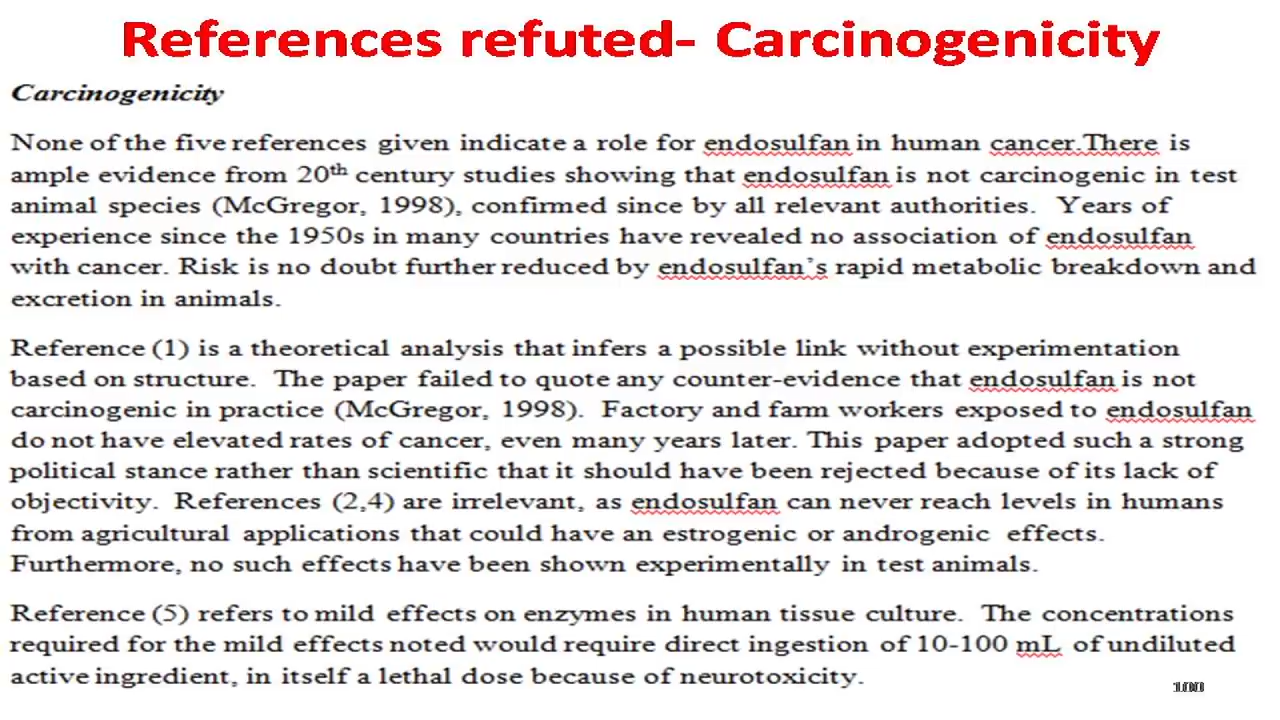 References refuted- Carcinogenicity
Carcinogenicity
None of the five references given indicate a role for endosulfan in human cancer.There is
ample evidence from 20th century studies showing that endosulfan is not carcinogenic in test
animal species (McGregor, 1998), confirmed since by all relevant authorities.  Years of
experience since the 1950s in many countries have revealed no association of endosulfan
with cancer. Risk is no doubt further reduced by endosulfan’s rapid metabolic breakdown and
excretion in animals.
Reference (1) is a theoretical analysis that infers a possible link without experimentation
based on structure.  The paper failed to quote any counter-evidence that endosulfan is not
carcinogenic in practice (McGregor, 1998).  Factory and farm workers exposed to endosulfan
do not have elevated rates of cancer, even many years later. This paper adopted such a strong
political stance rather than scientific that it should have been rejected because of its lack of
objectivity.  References (2,4) are irrelevant, as endosulfan can never reach levels in humans
from agricultural applications that could have an estrogenic or androgenic  effects.
Furthermore, no such effects have been shown experimentally in test animals.
Reference (5) refers to mild effects on enzymes in human tissue culture.  The concentrations
required for the mild effects noted would require direct ingestion of 10-100 mL of undiluted
active ingredient, in itself a lethal dose because of neurotoxicity.